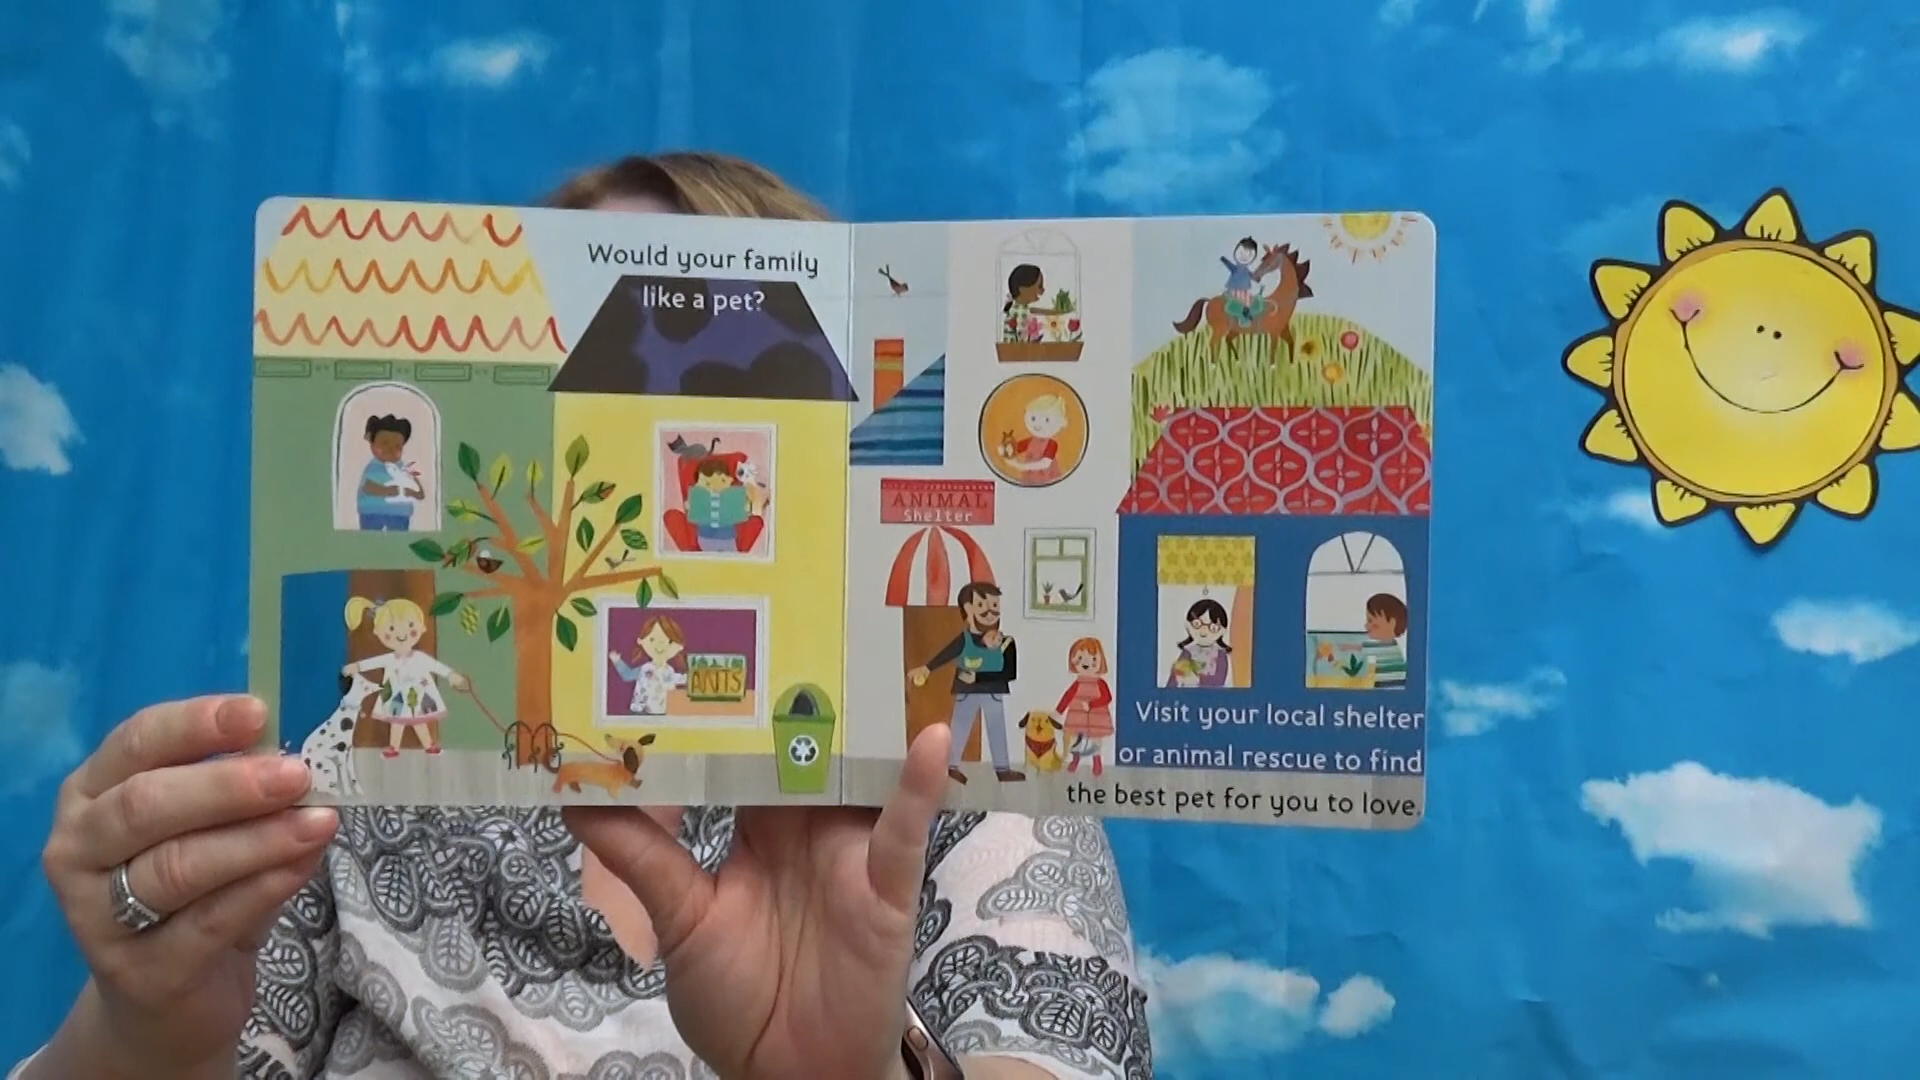 Would your family
like a pet?
ANTS
ANIMAL
Shelter
Visit your local shelter
or animal rescue to find
the best pet for you to love.